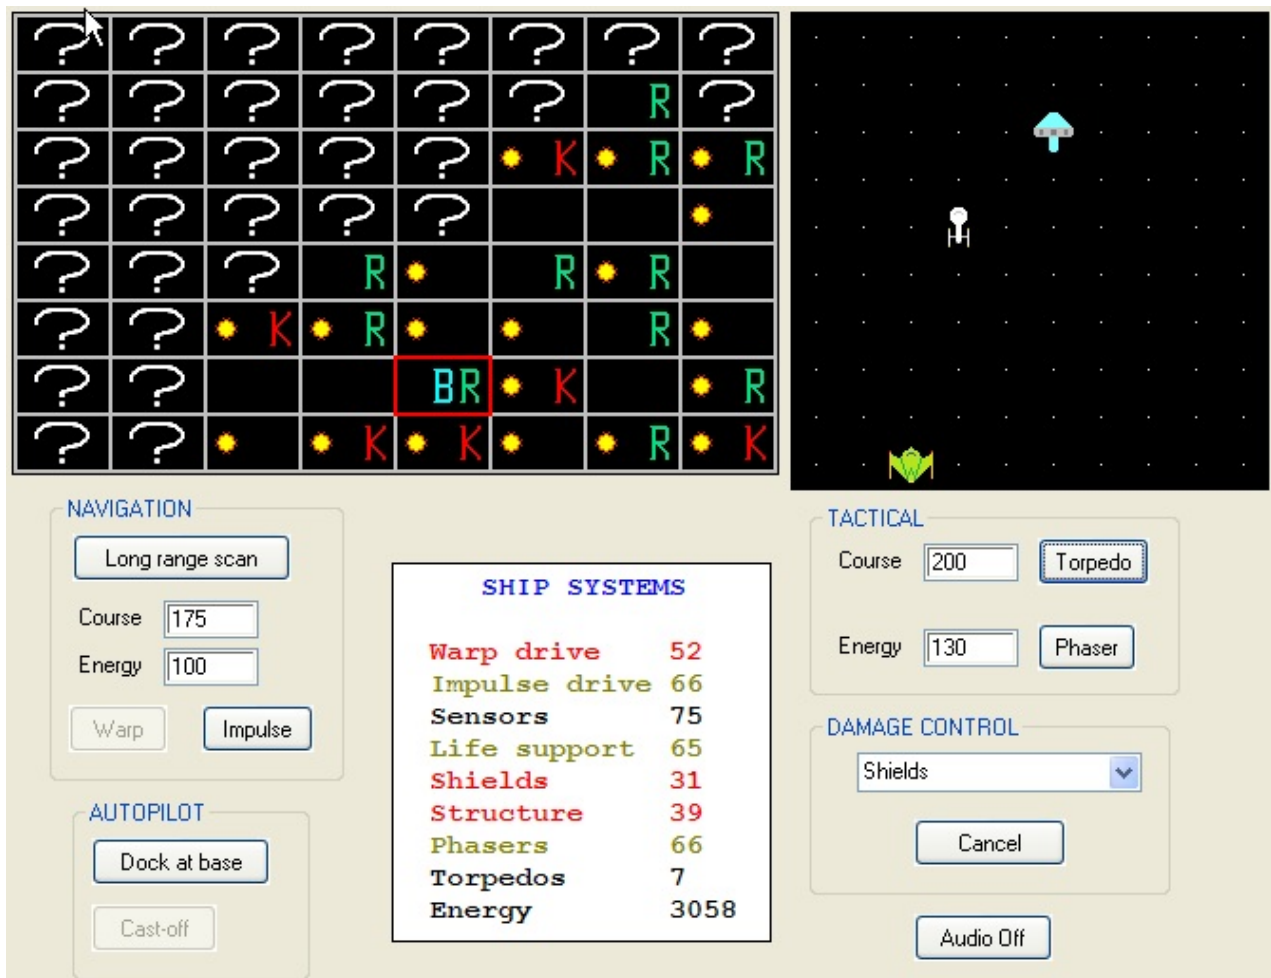 ? ? ? ? ? ? ? ?
? ? ? ? ? ? R ?
? ? ? ? ? K R R
? ? ? ? ?
? ? ? R R R
? ? K R R
? ? BR K R
? ? K K R K
NAVIGATION
Long range scan
Course 175
Energy 100
Warp Impulse
AUTOPILOT
Dock at base
Cast-off
SHIP SYSTEMS
Warp drive 52
Impulse drive 66
Sensors 75
Life support 65
Shields 31
Structure 39
Phasers 66
Torpedos 7
Energy 3058
TACTICAL
Course 200 Torpedo
Energy 130 Phaser
DAMAGE CONTROL
Shields
Cancel
Audio Off